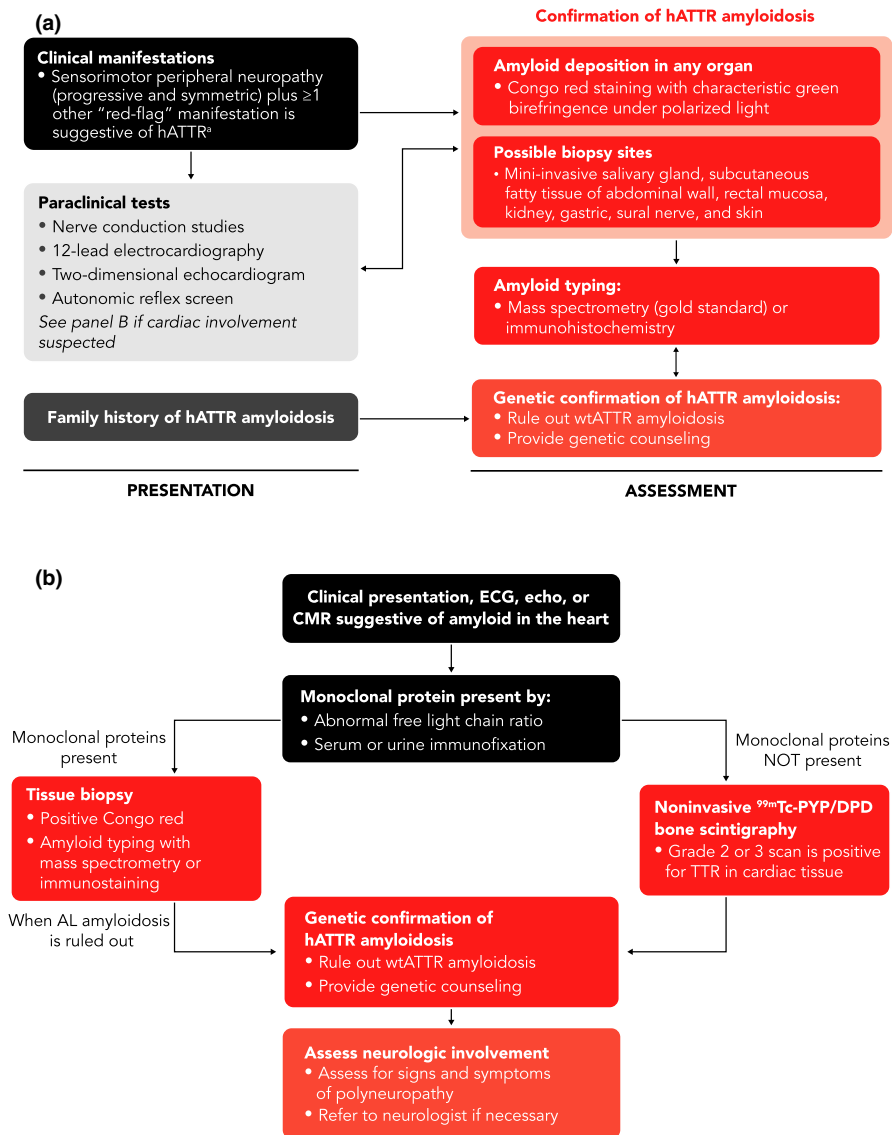 (a)
Clinical manifestations
• Sensorimotor peripheral neuropathy
(progressive and symmetric) plus ≥1
other “red-flag” manifestation is
suggestive of hATTRᵃ
Paraclinical tests
• Nerve conduction studies
• 12-lead electrocardiography
• Two-dimensional echocardiogram
• Autonomic reflex screen
See panel B if cardiac involvement
suspected
Family history of hATTR amyloidosis
PRESENTATION
Confirmation of hATTR amyloidosis
Amyloid deposition in any organ
• Congo red staining with characteristic green
birefringence under polarized light
Possible biopsy sites
• Mini-invasive salivary gland, subcutaneous
fatty tissue of abdominal wall, rectal mucosa,
kidney, gastric, sural nerve, and skin
Amyloid typing:
• Mass spectrometry (gold standard) or
immunohistochemistry
Genetic confirmation of hATTR amyloidosis:
• Rule out wtATTR amyloidosis
• Provide genetic counseling
ASSESSMENT
(b)
Clinical presentation, ECG, echo, or
CMR suggestive of amyloid in the heart
Monoclonal protein present by:
• Abnormal free light chain ratio
• Serum or urine immunofixation
Monoclonal proteins
present
Monoclonal proteins
NOT present
Tissue biopsy
• Positive Congo red
• Amyloid typing with
mass spectrometry or
immunostaining
Noninvasive ⁹⁹ᵐTc-PYP/DPD
bone scintigraphy
• Grade 2 or 3 scan is positive
for TTR in cardiac tissue
When AL amyloidosis
is ruled out
Genetic confirmation of
hATTR amyloidosis
• Rule out wtATTR amyloidosis
• Provide genetic counseling
Assess neurologic involvement
• Assess for signs and symptoms
of polyneuropathy
• Refer to neurologist if necessary